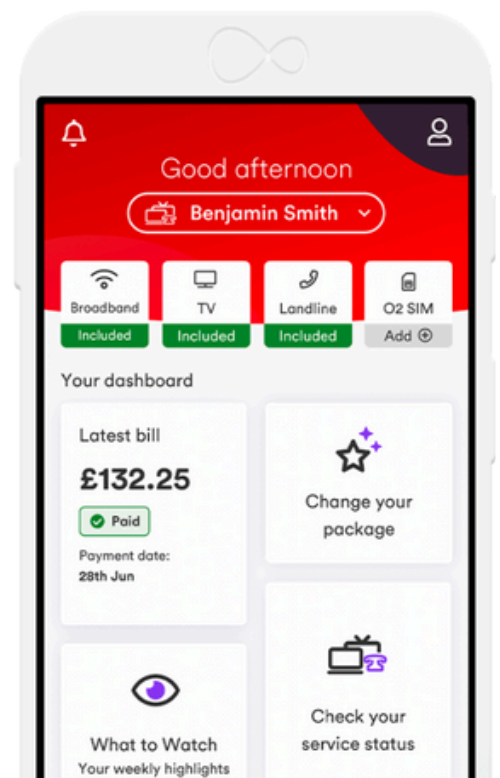 Good afternoon
Benjamin Smith
Broadband
Included
TV
Included
Landline
Included
O2 SIM
Add
Your dashboard
Latest bill
£132.25
Paid
Payment date:
28th Jun
Change your
package
What to Watch
Your weekly highlights
Check your
service status